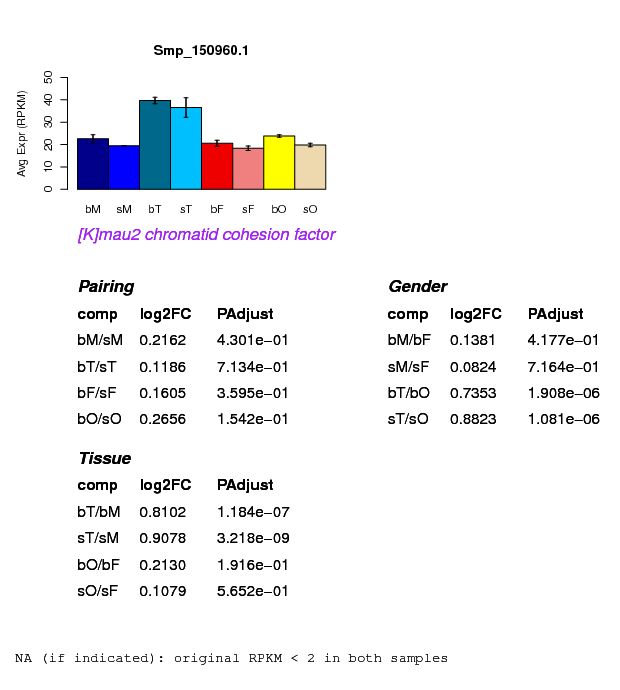 Smp_150960.1
Avg Expr (RPKM)
0 10 20 30 40 50
bM sM bT sT bF sF bO sO
[K]mau2 chromatid cohesion factor
Pairing
comp log2FC PAdjust
bM/sM 0.2162 4.301e−01
bT/sT 0.1186 7.134e−01
bF/sF 0.1605 3.595e−01
bO/sO 0.2656 1.542e−01
Gender
comp log2FC PAdjust
bM/bF 0.1381 4.177e−01
sM/sF 0.0824 7.164e−01
bT/bO 0.7353 1.908e−06
sT/sO 0.8823 1.081e−06
Tissue
comp log2FC PAdjust
bT/bM 0.8102 1.184e−07
sT/sM 0.9078 3.218e−09
bO/bF 0.2130 1.916e−01
sO/sF 0.1079 5.652e−01
NA (if indicated): original RPKM < 2 in both samples